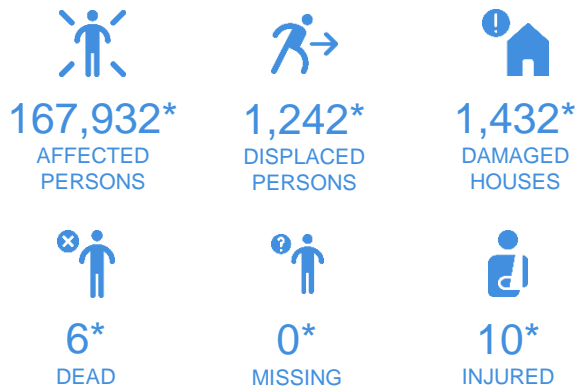 167,932*
AFFECTED
PERSONS
1,242*
DISPLACED
PERSONS
1,432*
DAMAGED
HOUSES
6*
DEAD
0*
MISSING
10*
INJURED